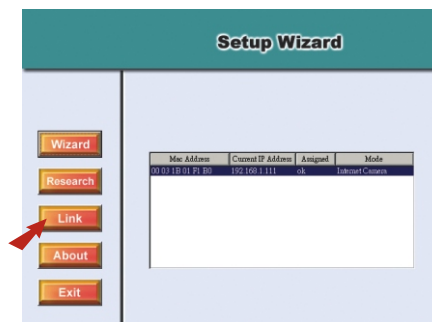 Setup Wizard
Wizard
Research
Link
About
Exit
Mac Address Current IP Address Assigned Mode
00 03 1B 01 F1 B0 192.168.1.111 ok Internet Camera